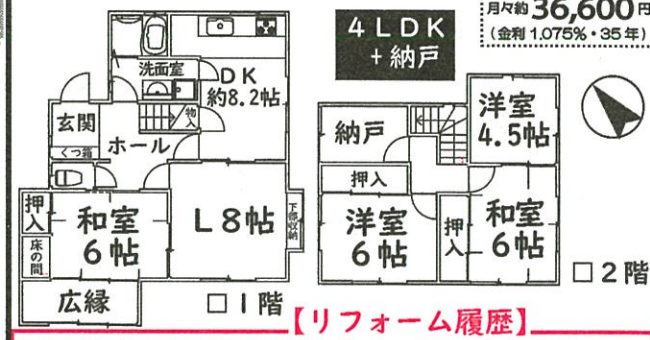 月々約36,600円
(金利1.075%・35年)
4LDK
+納戸
洗面室
DK
約8.2帖
物入
玄関
くつ箱
ホール
押入
床の間
和室
6帖
L8帖
下部収納
広縁
□1階
洋室
4.5帖
納戸
押入
洋室
6帖
押入
和室
6帖
□2階
【リフォーム履歴】